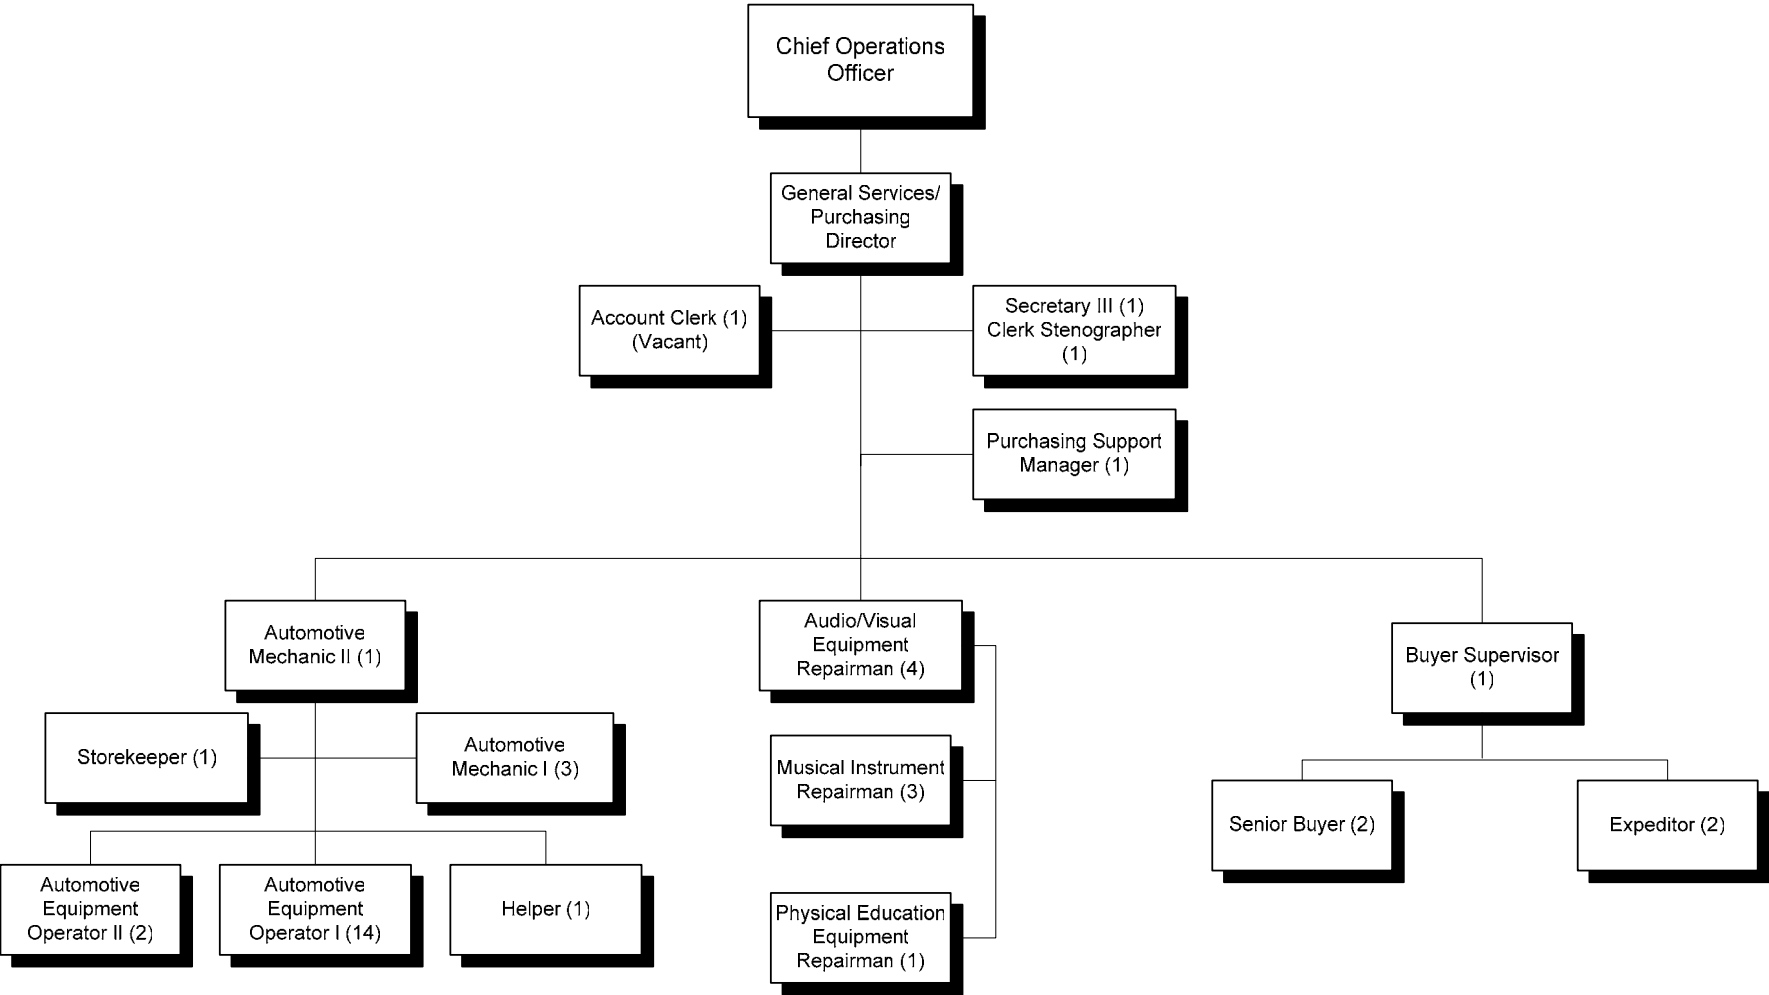 Chief Operations
Officer
General Services/
Purchasing
Director
Account Clerk (1)
(Vacant)
Secretary III (1)
Clerk Stenographer
(1)
Purchasing Support
Manager (1)
Automotive
Mechanic II (1)
Audio/Visual
Equipment
Repairman (4)
Buyer Supervisor
(1)
Storekeeper (1)
Automotive
Mechanic I (3)
Musical Instrument
Repairman (3)
Senior Buyer (2)
Expeditor (2)
Automotive
Equipment
Operator II (2)
Automotive
Equipment
Operator I (14)
Helper (1)
Physical Education
Equipment
Repairman (1)